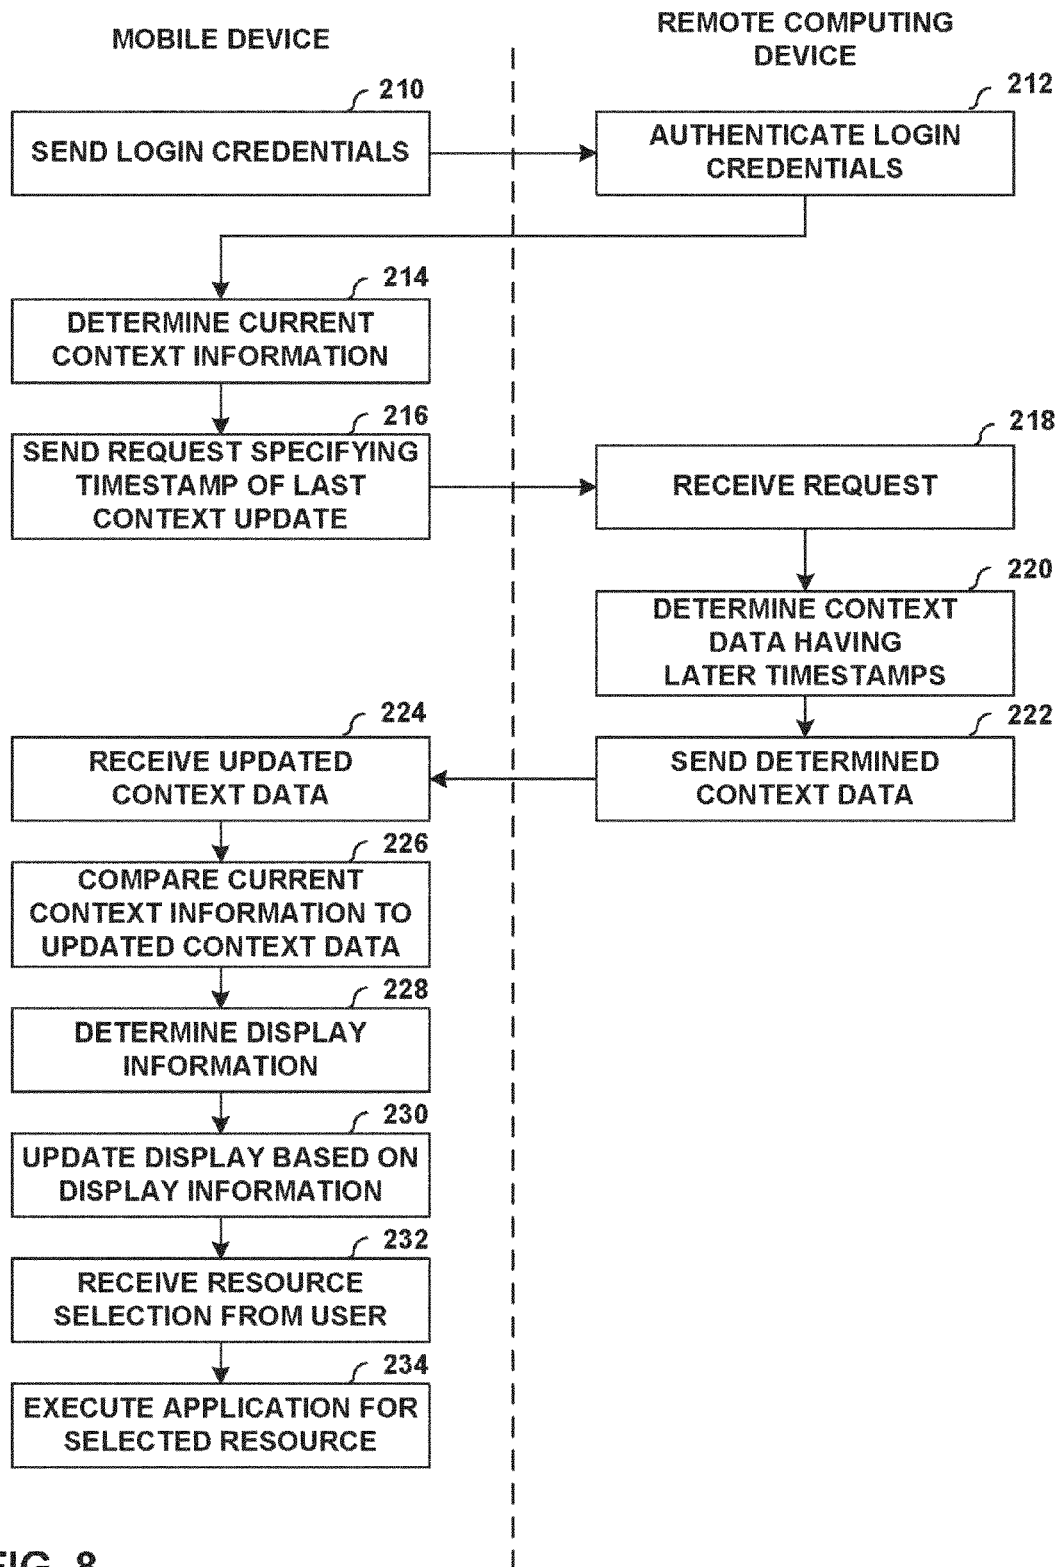 MOBILE DEVICE
REMOTE COMPUTING
DEVICE
210
SEND LOGIN CREDENTIALS
212
AUTHENTICATE LOGIN
CREDENTIALS
214
DETERMINE CURRENT
CONTEXT INFORMATION
216
SEND REQUEST SPECIFYING
TIMESTAMP OF LAST
CONTEXT UPDATE
218
RECEIVE REQUEST
220
DETERMINE CONTEXT
DATA HAVING
LATER TIMESTAMPS
222
SEND DETERMINED
CONTEXT DATA
224
RECEIVE UPDATED
CONTEXT DATA
226
COMPARE CURRENT
CONTEXT INFORMATION TO
UPDATED CONTEXT DATA
228
DETERMINE DISPLAY
INFORMATION
230
UPDATE DISPLAY BASED ON
DISPLAY INFORMATION
232
RECEIVE RESOURCE
SELECTION FROM USER
234
EXECUTE APPLICATION FOR
SELECTED RESOURCE
FIG. 8